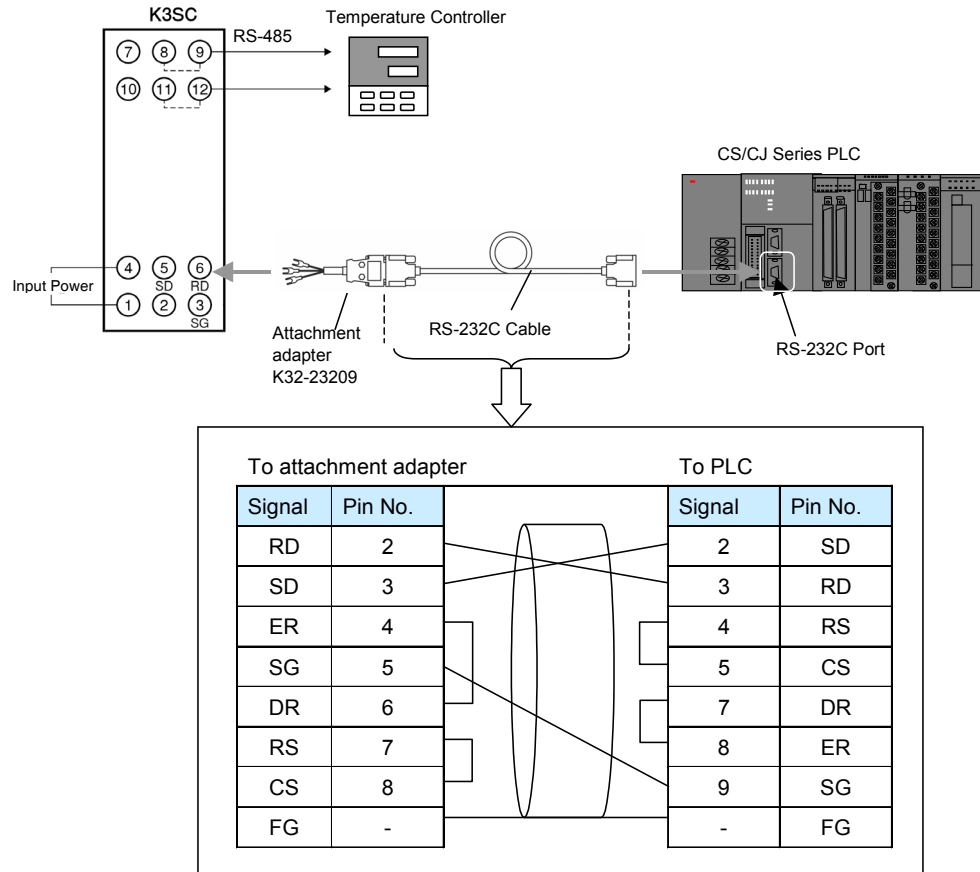 K3SC
Temperature Controller
⑦ ⑧ ⑨
RS-485
⑩ ⑪ ⑫
CS/CJ Series PLC
④ ⑤ ⑥
SD RD
Input Power
① ② ③
SG
Attachment
adapter
K32-23209
RS-232C Cable
RS-232C Port
To attachment adapter To PLC
Signal Pin No. Signal Pin No.
RD 2 2 SD
SD 3 3 RD
ER 4 4 RS
SG 5 5 CS
DR 6 7 DR
RS 7 8 ER
CS 8 9 SG
FG - - FG